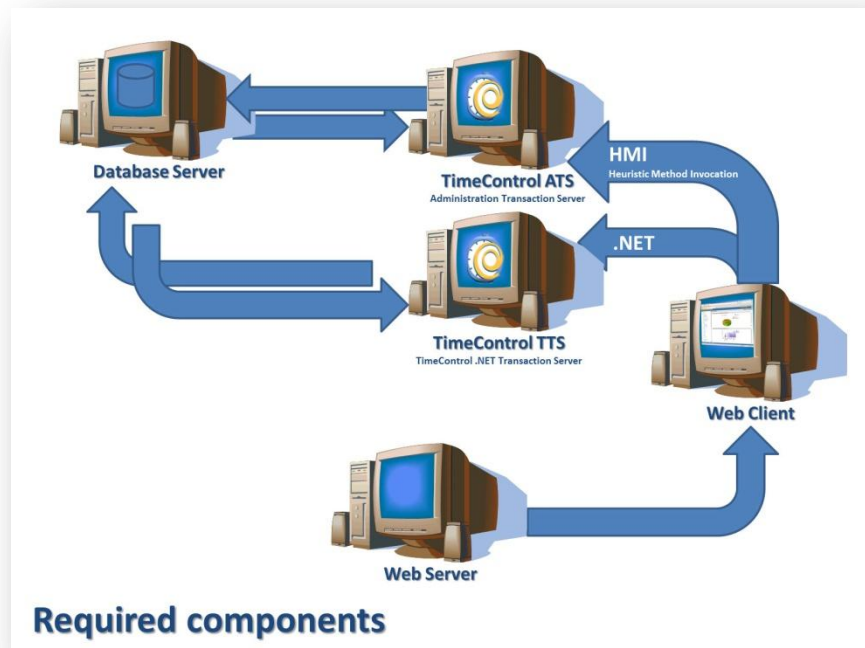 Database Server
TimeControl ATS
Administration Transaction Server
HMI
Heuristic Method Invocation
.NET
TimeControl TTS
TimeControl .NET Transaction Server
Web Client
Web Server
Required components